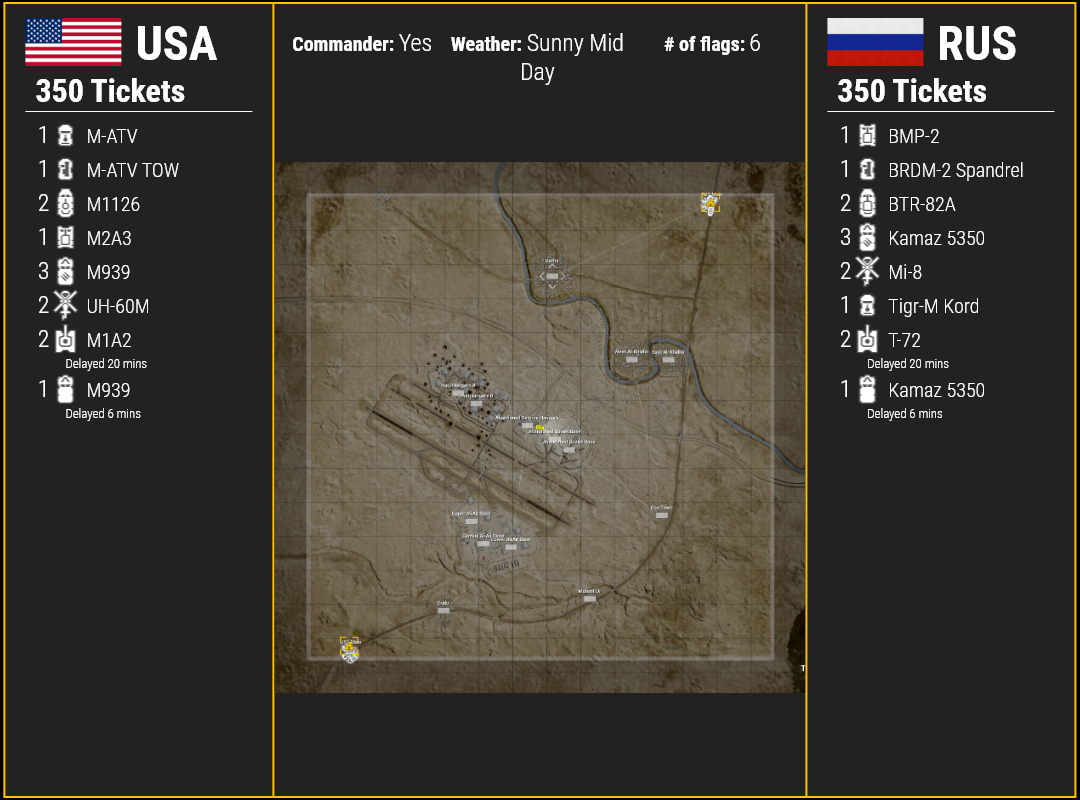 USA
350 Tickets
1 M-ATV
1 M-ATV TOW
2 M1126
1 M2A3
3 M939
2 UH-60M
2 M1A2
Delayed 20 mins
1 M939
Delayed 6 mins
Commander: Yes Weather: Sunny Mid # of flags: 6
Day
East Town
RUS
350 Tickets
1 BMP-2
1 BRDM-2 Spandrel
2 BTR-82A
3 Kamaz 5350
2 Mi-8
1 Tigr-M Kord
2 T-72
Delayed 20 mins
1 Kamaz 5350
Delayed 6 mins